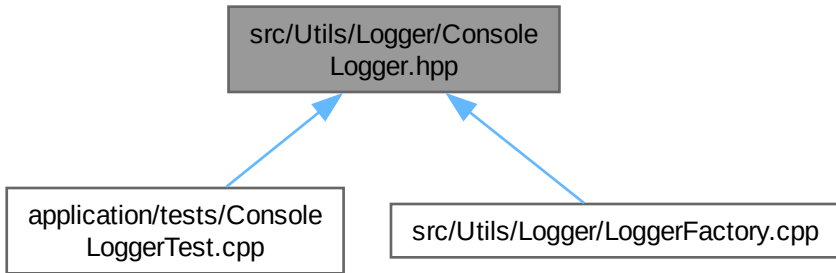 src/Utils/Logger/Console
Logger.hpp
application/tests/Console
LoggerTest.cpp
src/Utils/Logger/LoggerFactory.cpp